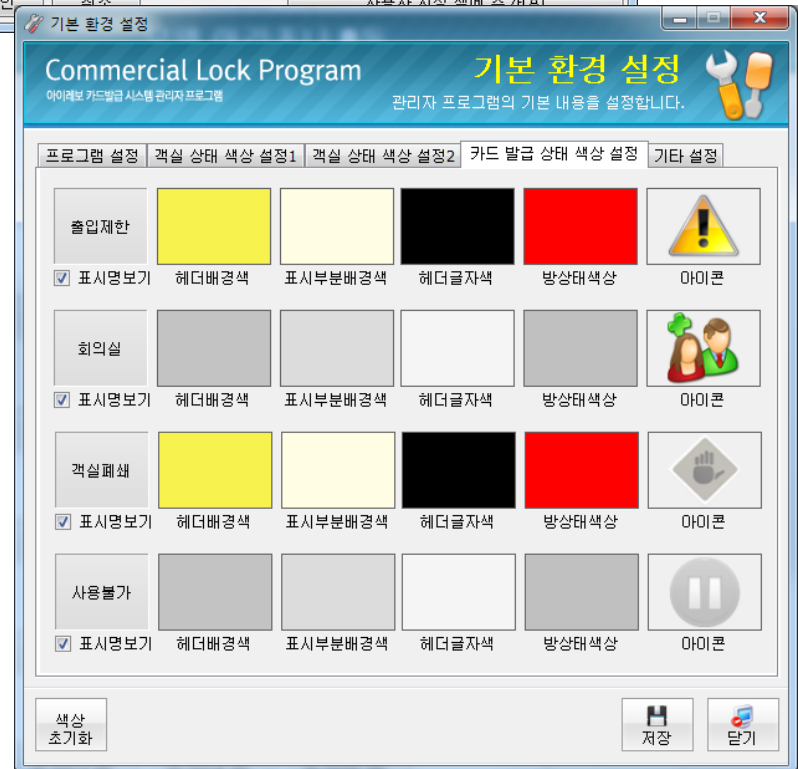 기본 환경 설정
Commercial Lock Program
아이레보 카드발급 시스템 관리자 프로그램
기본 환경 설정
관리자 프로그램의 기본 내용을 설정합니다.
프로그램 설정 객실 상태 색상 설정1 객실 상태 색상 설정2 카드 발급 상태 색상 설정 기타 설정
출입제한
표시명보기 헤더배경색 표시부분배경색 헤더글자색 방상태색상 아이콘
회의실
표시명보기 헤더배경색 표시부분배경색 헤더글자색 방상태색상 아이콘
객실폐쇄
표시명보기 헤더배경색 표시부분배경색 헤더글자색 방상태색상 아이콘
사용불가
표시명보기 헤더배경색 표시부분배경색 헤더글자색 방상태색상 아이콘
색상
초기화
저장
닫기